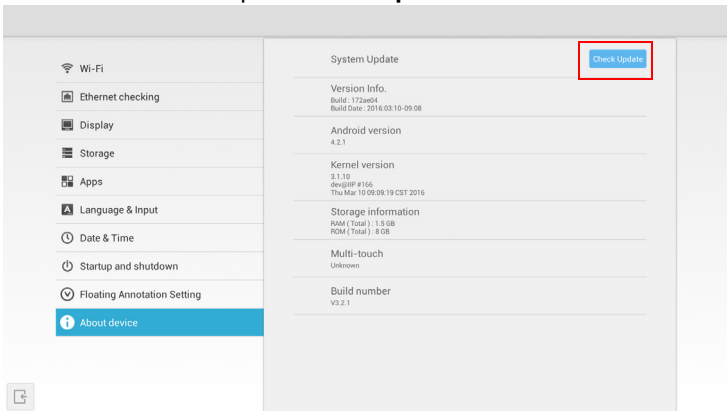 Wi-Fi
Ethernet checking
Display
Storage
Apps
Language & Input
Date & Time
Startup and shutdown
Floating Annotation Setting
About device
System Update
Check Update
Version Info.
Build : 172ae04
Build Date : 2016:03:10-09:08
Android version
4.2.1
Kernel version
3.1.10
dev@IIP #166
Thu Mar 10 09:09:19 CST 2016
Storage information
RAM ( Total ) : 1.5 GB
ROM ( Total ) : 8 GB
Multi-touch
Unknown
Build number
V3.2.1